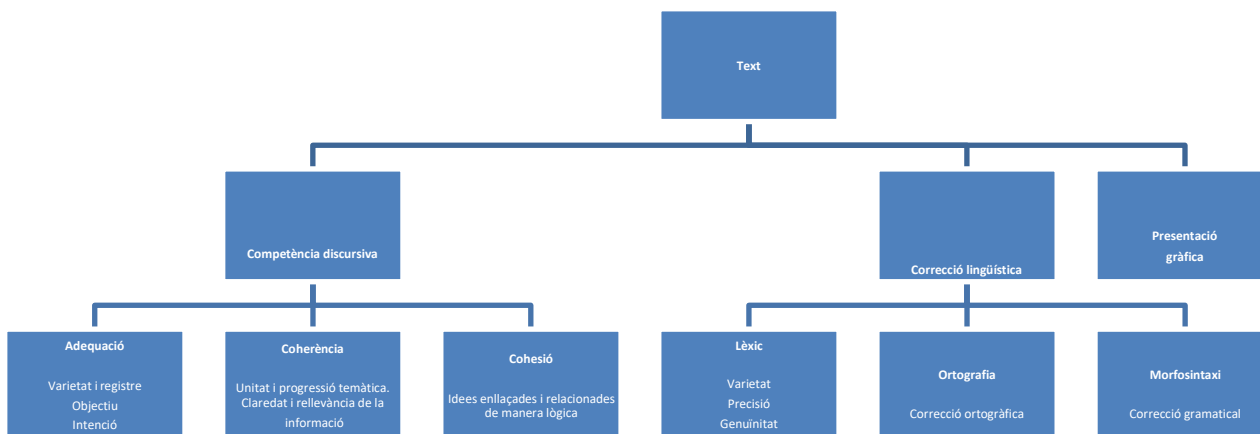 Text
Competència discursiva
Correcció lingüística
Presentació
gràfica
Adequació
Varietat i registre
Objectiu
Intenció
Coherència
Unitat i progressió temàtica.
Claredat i rellevància de la
informació
Cohesió
Idees enllaçades i relacionades
de manera lògica
Lèxic
Varietat
Precisió
Genuïnitat
Ortografia
Correcció ortogràfica
Morfosintaxi
Correcció gramatical